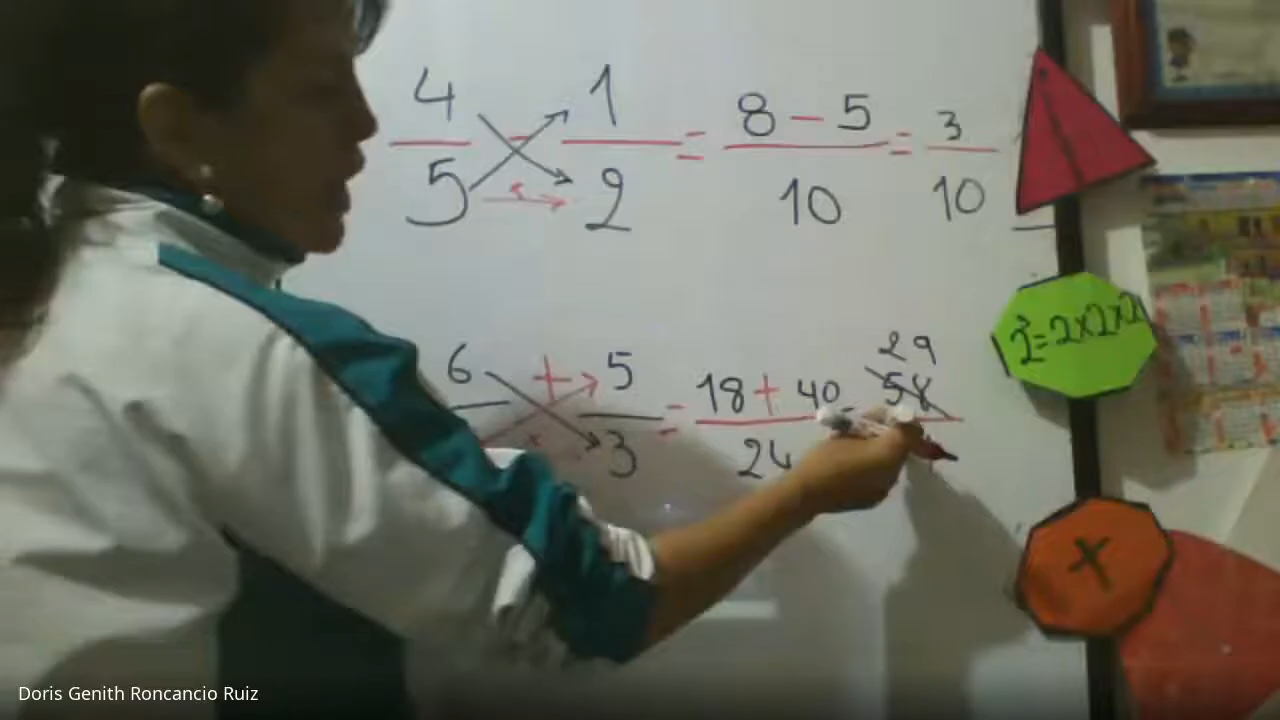 4 1 = 8 - 5 = 3
5 2 10 10
2³=2x2x2
29
6 + 5 = 18 + 40 58
3 24
x
Doris Genith Roncancio Ruiz